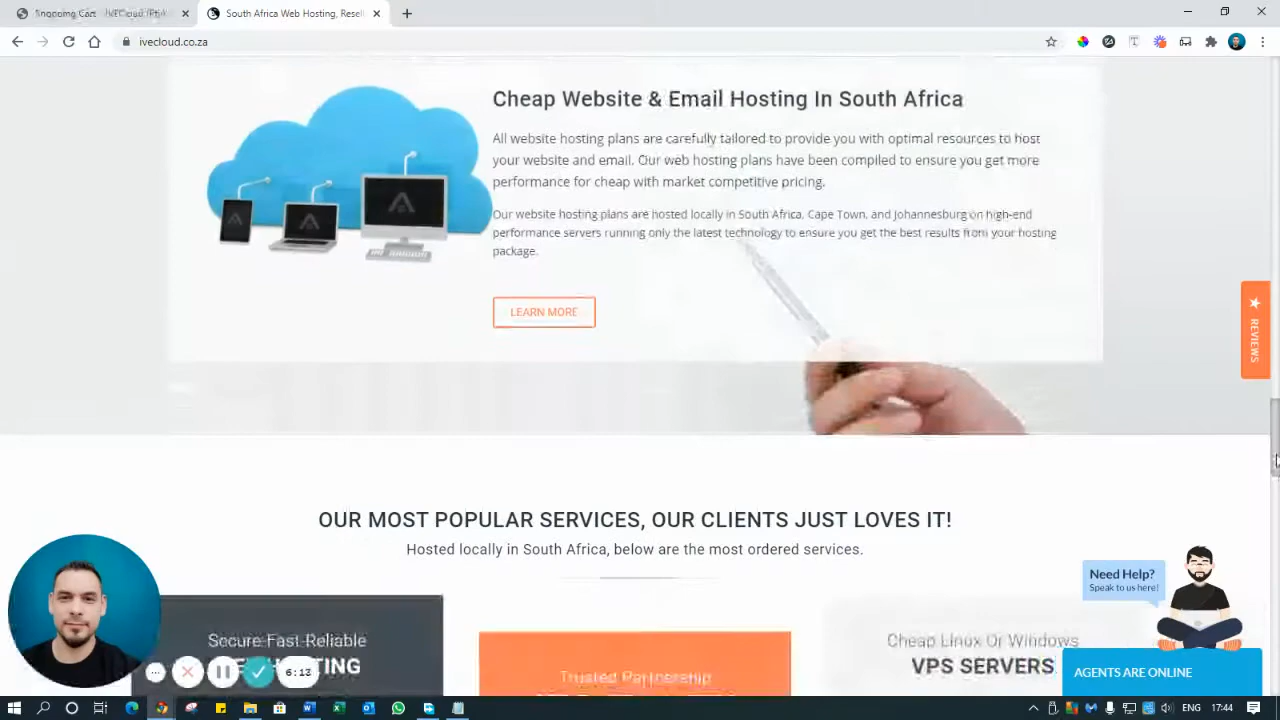 South Africa Web Hosting, Resell
ivecloud.co.za
Cheap Website & Email Hosting In South Africa
All website hosting plans are carefully tailored to provide you with optimal resources to host
your website and email. Our web hosting plans have been compiled to ensure you get more
performance for cheap with market competitive pricing.
Our website hosting plans are hosted locally in South Africa, Cape Town, and Johannesburg on high-end
performance servers running only the latest technology to ensure you get the best results from your hosting
package.
LEARN MORE
REVIEWS
OUR MOST POPULAR SERVICES, OUR CLIENTS JUST LOVES IT!
Hosted locally in South Africa, below are the most ordered services.
Need Help?
Speak to us here!
Secure Fast Reliable
HOSTING
Trusted Partnership
Cheap Linux Or Windows
VPS SERVERS
AGENTS ARE ONLINE
6:13
ENG
17:44